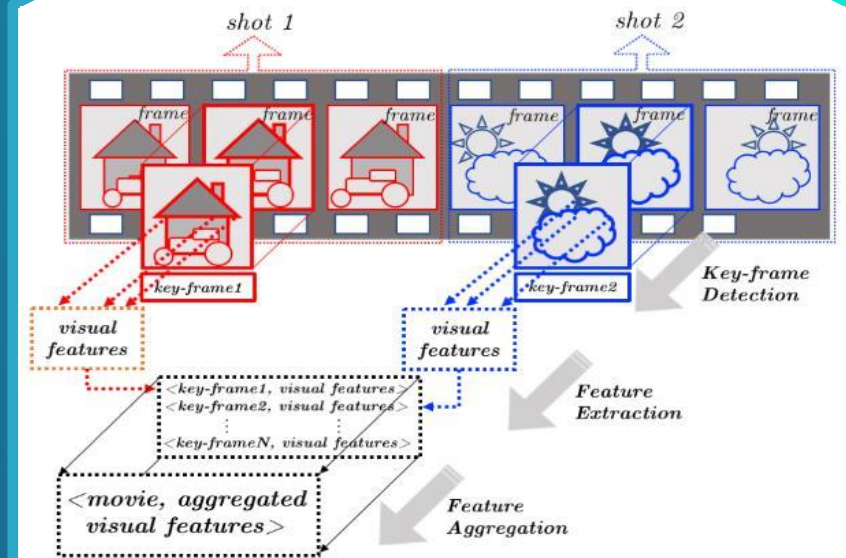 shot 1
shot 2
frame
frame
frame
frame
frame
frame
key-frame1
key-frame2
Key-frame
Detection
visual
features
visual
features
<key-frame1, visual features>
<key-frame2, visual features>
⋮ ⋮
<key-frameN, visual features>
Feature
Extraction
<movie, aggregated
visual features>
Feature
Aggregation